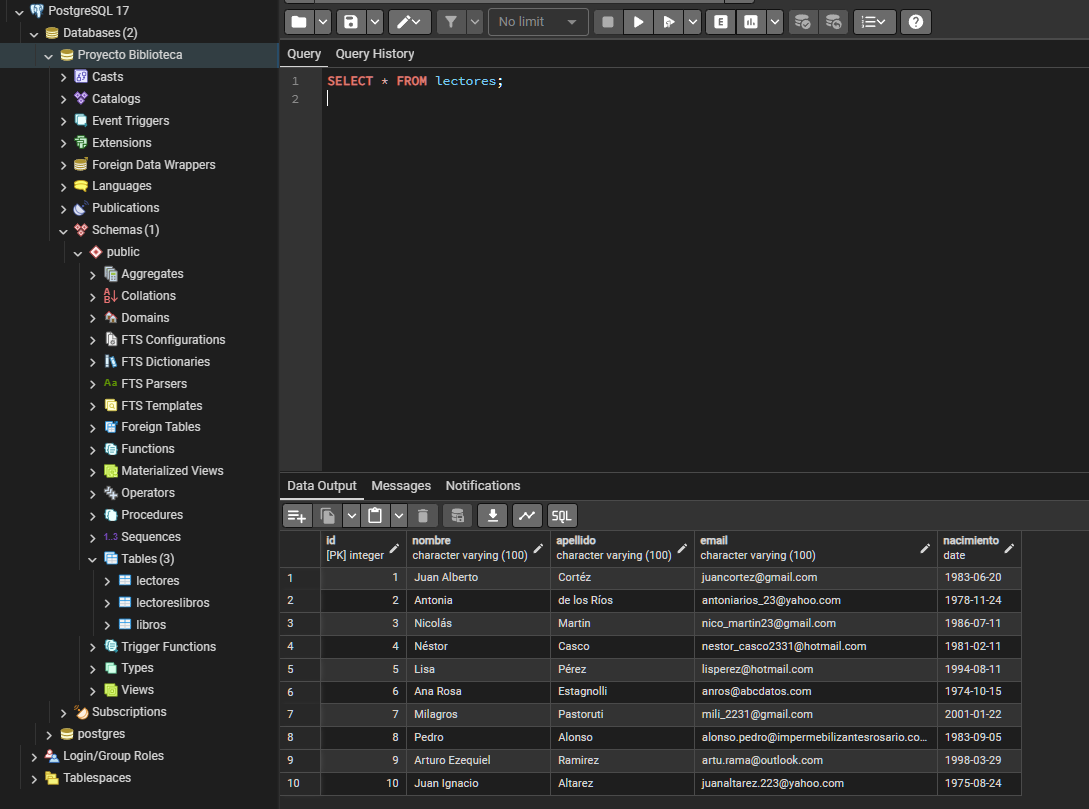 PostgreSQL 17
Databases (2)
Proyecto Biblioteca
Casts
Catalogs
Event Triggers
Extensions
Foreign Data Wrappers
Languages
Publications
Schemas (1)
public
Aggregates
Collations
Domains
FTS Configurations
FTS Dictionaries
Aa FTS Parsers
FTS Templates
Foreign Tables
Functions
Materialized Views
Operators
Procedures
1..3 Sequences
Tables (3)
lectores
lectoreslibros
libros
Trigger Functions
Types
Views
Subscriptions
postgres
Login/Group Roles
Tablespaces
No limit
E
Query Query History
1 SELECT * FROM lectores;
2
Data Output Messages Notifications
SQL
id nombre apellido email nacimiento
[PK] integer character varying (100) character varying (100) character varying (100) date
1 1 Juan Alberto Cortéz juancortez@gmail.com 1983-06-20
2 2 Antonia de los Ríos antoniarios_23@yahoo.com 1978-11-24
3 3 Nicolás Martin nico_martin23@gmail.com 1986-07-11
4 4 Néstor Casco nestor_casco2331@hotmail.com 1981-02-11
5 5 Lisa Pérez lisperez@hotmail.com 1994-08-11
6 6 Ana Rosa Estagnolli anros@abcdatos.com 1974-10-15
7 7 Milagros Pastoruti mili_2231@gmail.com 2001-01-22
8 8 Pedro Alonso alonso.pedro@impermebilizantesrosario.co... 1983-09-05
9 9 Arturo Ezequiel Ramirez artu.rama@outlook.com 1998-03-29
10 10 Juan Ignacio Altarez juanaltarez.223@yahoo.com 1975-08-24